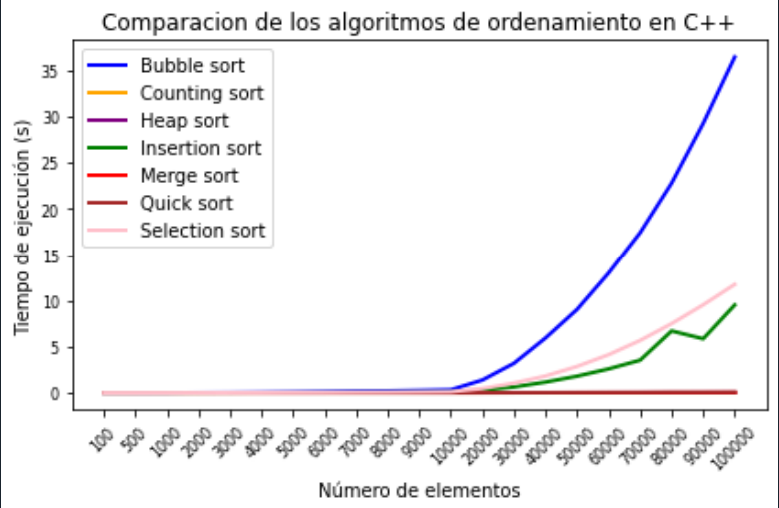 Comparacion de los algoritmos de ordenamiento en C++
Bubble sort
Counting sort
Heap sort
Insertion sort
Merge sort
Quick sort
Selection sort
Tiempo de ejecución (s)
35
30
25
20
15
10
5
0
100 500 1000 2000 3000 4000 5000 6000 7000 8000 9000 10000 20000 30000 40000 50000 60000 70000 80000 90000 100000
Número de elementos